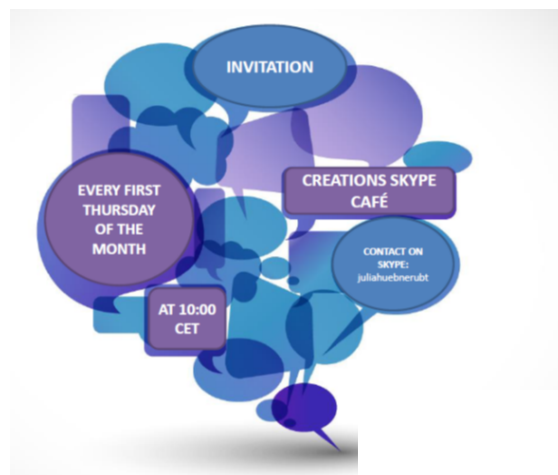 INVITATION
EVERY FIRST
THURSDAY
OF THE
MONTH
CREATIONS SKYPE
CAFÉ
CONTACT ON
SKYPE:
juliahuebnerubt
AT 10:00
CET